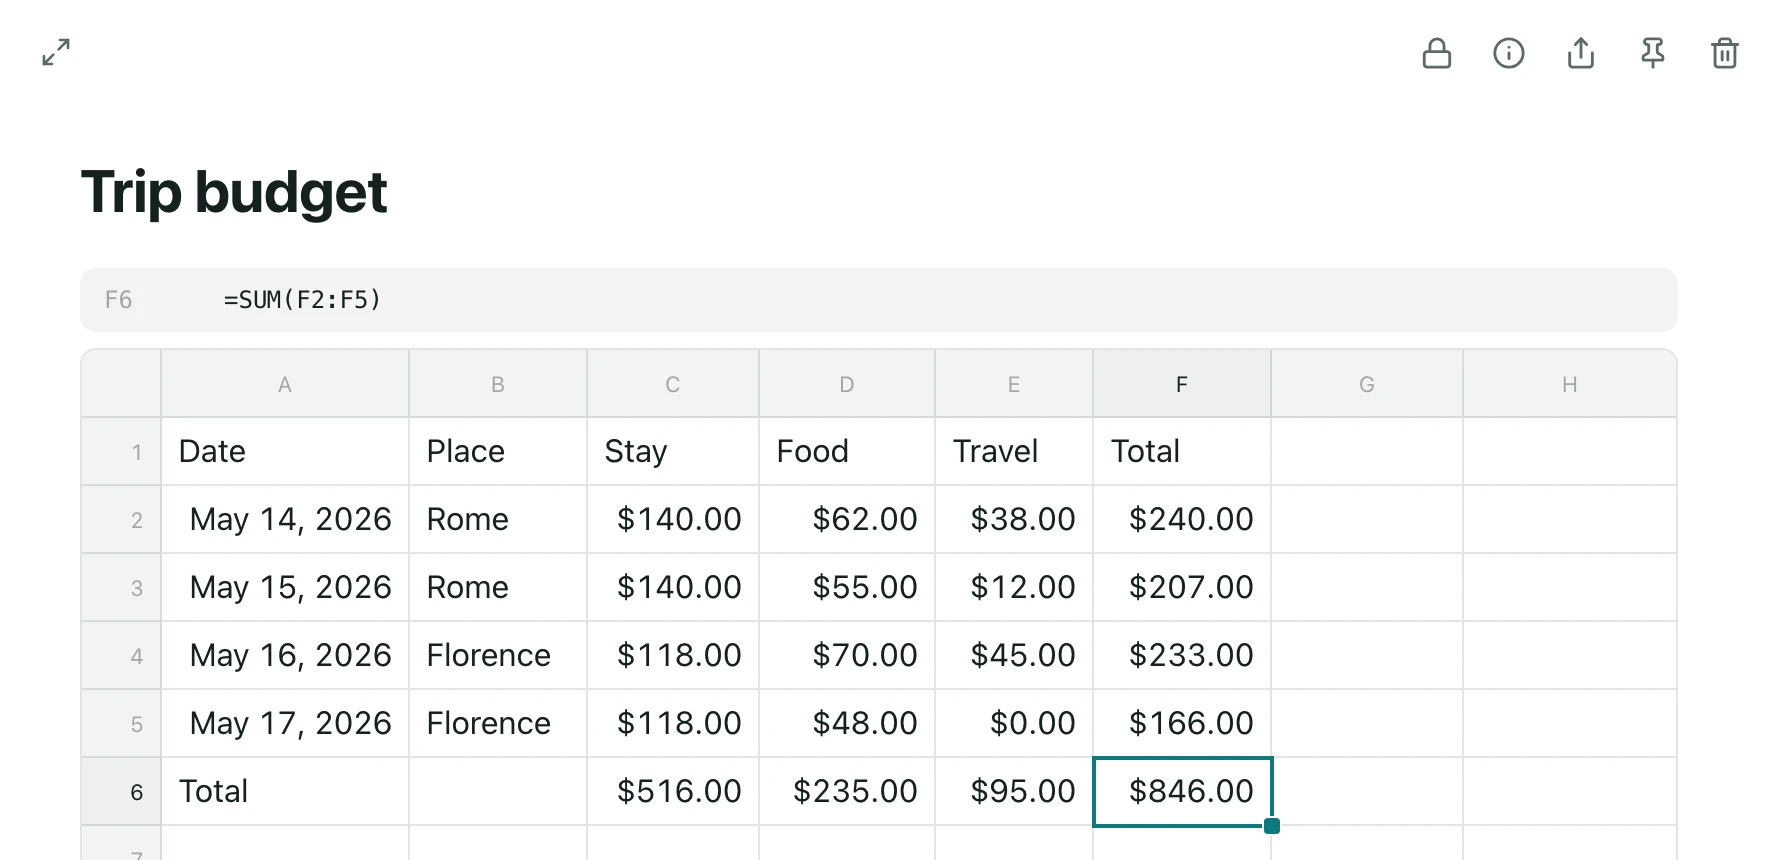 Trip budget
F6 =SUM(F2:F5)
A B C D E F G H
1 Date Place Stay Food Travel Total
2 May 14, 2026 Rome $140.00 $62.00 $38.00 $240.00
3 May 15, 2026 Rome $140.00 $55.00 $12.00 $207.00
4 May 16, 2026 Florence $118.00 $70.00 $45.00 $233.00
5 May 17, 2026 Florence $118.00 $48.00 $0.00 $166.00
6 Total $516.00 $235.00 $95.00 $846.00
7